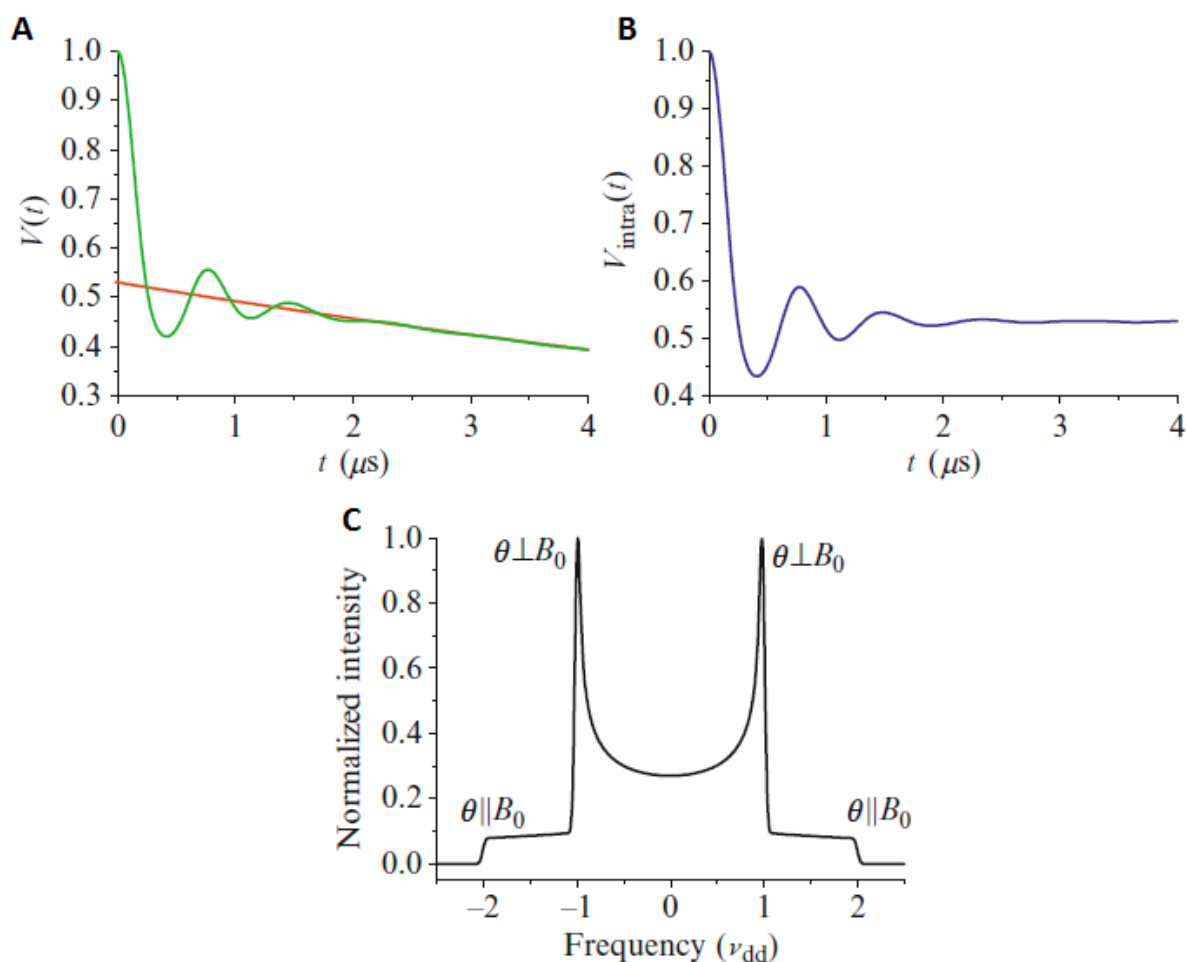 A
1.0
0.9
0.8
0.7
0.6
0.5
0.4
0.3
V(t)
0 1 2 3 4
t (μs)
B
1.0
0.9
0.8
0.7
0.6
0.5
0.4
V_intra(t)
0 1 2 3 4
t (μs)
C
1.0
0.8
0.6
0.4
0.2
0.0
Normalized intensity
θ⊥B₀ θ⊥B₀
θ||B₀ θ||B₀
–2 –1 0 1 2
Frequency (ν_dd)